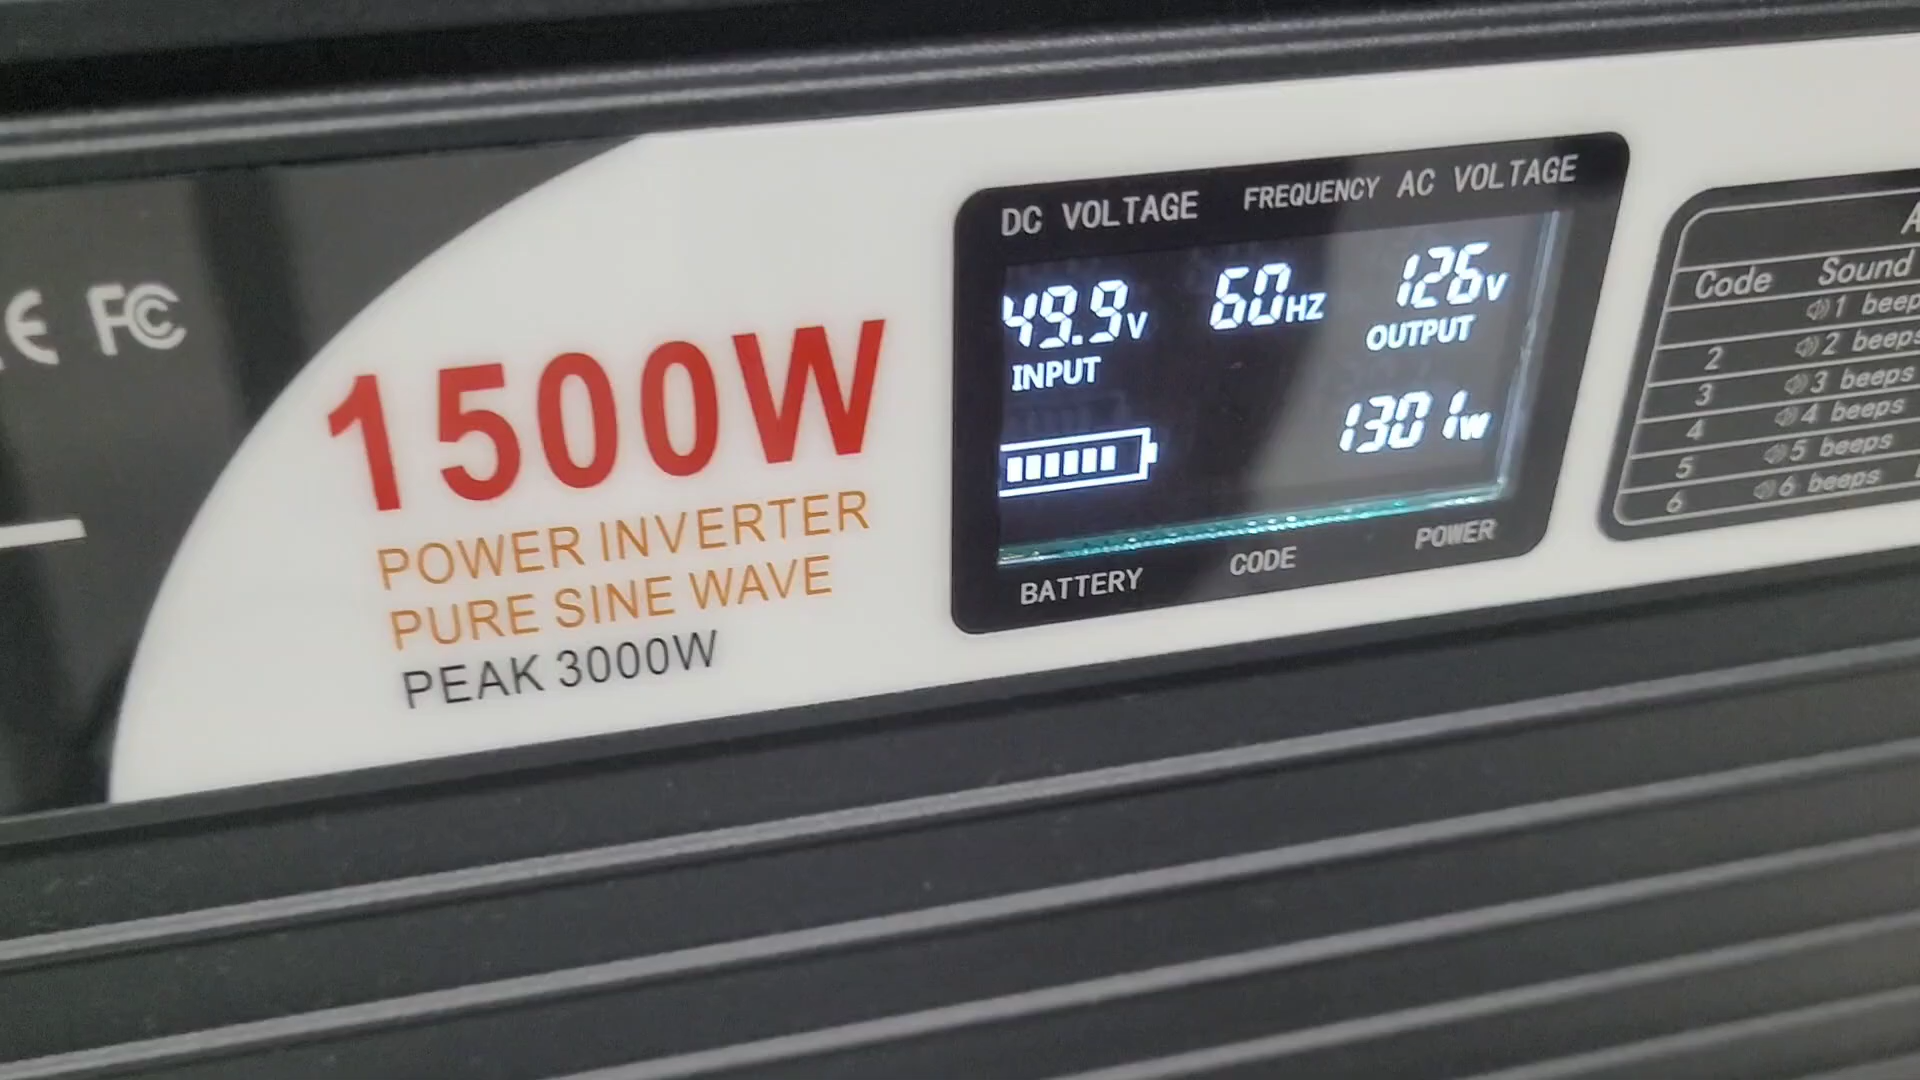 CE FC
1500W
POWER INVERTER
PURE SINE WAVE
PEAK 3000W
DC VOLTAGE FREQUENCY AC VOLTAGE
49.9V 60HZ 126V
INPUT OUTPUT
1301W
BATTERY CODE POWER
Code Sound
1 beep
2 2 beeps
3 3 beeps
4 4 beeps
5 5 beeps
6 6 beeps